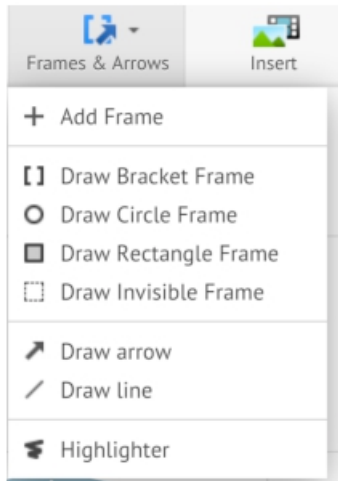 Frames & Arrows
Insert
Add Frame
Draw Bracket Frame
Draw Circle Frame
Draw Rectangle Frame
Draw Invisible Frame
Draw arrow
Draw line
Highlighter